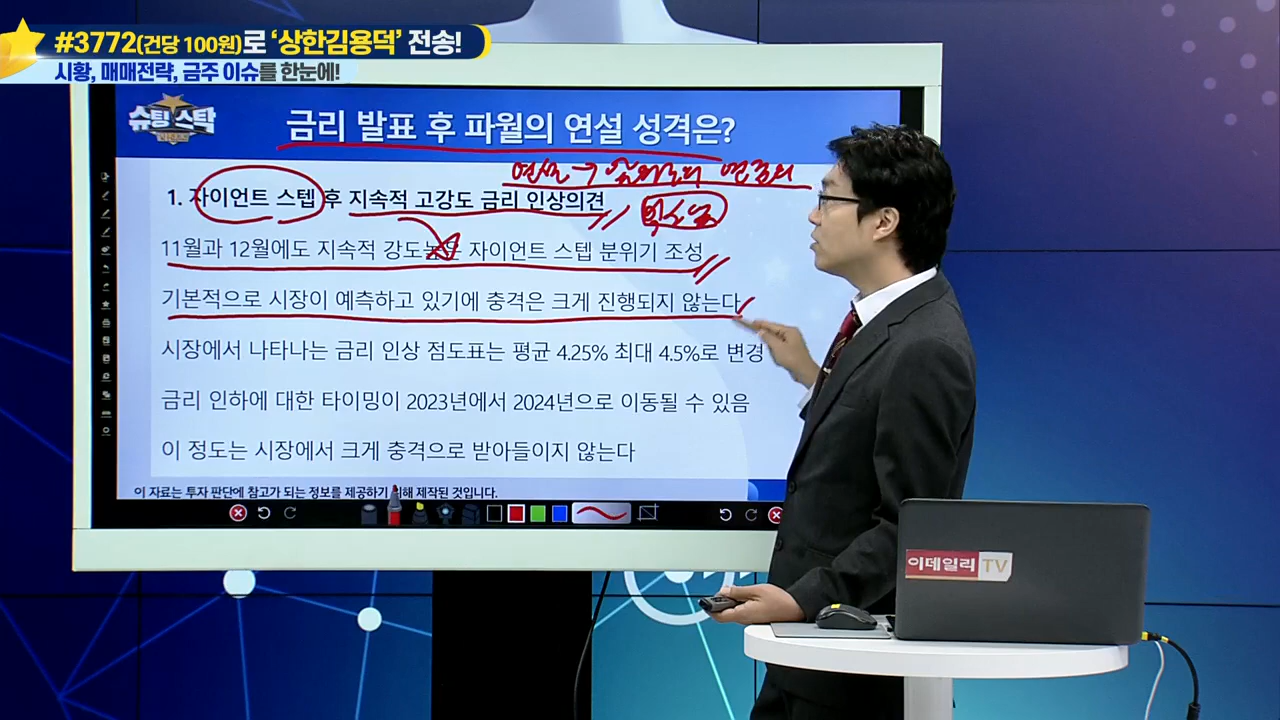 #3772(건당 100원)로 '상한김용덕' 전송!
시황, 매매전략, 금주 이슈를 한눈에!
슈팅 스탁
금리 발표 후 파월의 연설 성격은?
1. 자이언트 스텝 후 지속적 고강도 금리 인상의견
11월과 12월에도 지속적 강도높은 자이언트 스텝 분위기 조성
기본적으로 시장이 예측하고 있기에 충격은 크게 진행되지 않는다
시장에서 나타나는 금리 인상 점도표는 평균 4.25% 최대 4.5%로 변경
금리 인하에 대한 타이밍이 2023년에서 2024년으로 이동될 수 있음
이 정도는 시장에서 크게 충격으로 받아들이지 않는다
이 자료는 투자 판단에 참고가 되는 정보를 제공하기 위해 제작된 것입니다.
이데일리TV